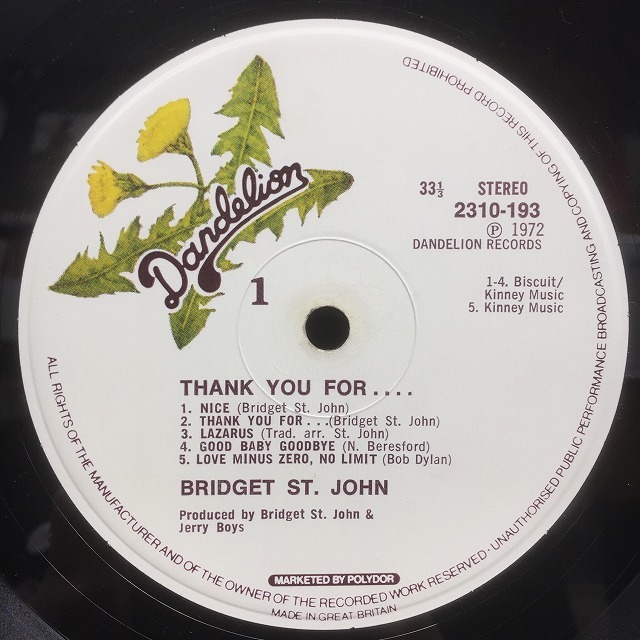 Dandelion
1
33⅓ STEREO
2310-193
Ⓟ 1972
DANDELION RECORDS
1-4. Biscuit/
Kinney Music
5. Kinney Music
THANK YOU FOR....
1. NICE (Bridget St. John)
2. THANK YOU FOR...(Bridget St. John)
3. LAZARUS (Trad. arr. St. John)
4. GOOD BABY GOODBYE (N. Beresford)
5. LOVE MINUS ZERO, NO LIMIT (Bob Dylan)
BRIDGET ST. JOHN
Produced by Bridget St. John &
Jerry Boys
MARKETED BY POLYDOR
MADE IN GREAT BRITAIN
ALL RIGHTS OF THE MANUFACTURER AND OF THE OWNER OF THE RECORDED WORK RESERVED · UNAUTHORISED PUBLIC PERFORMANCE BROADCASTING AND COPYING OF THIS RECORD PROHIBITED